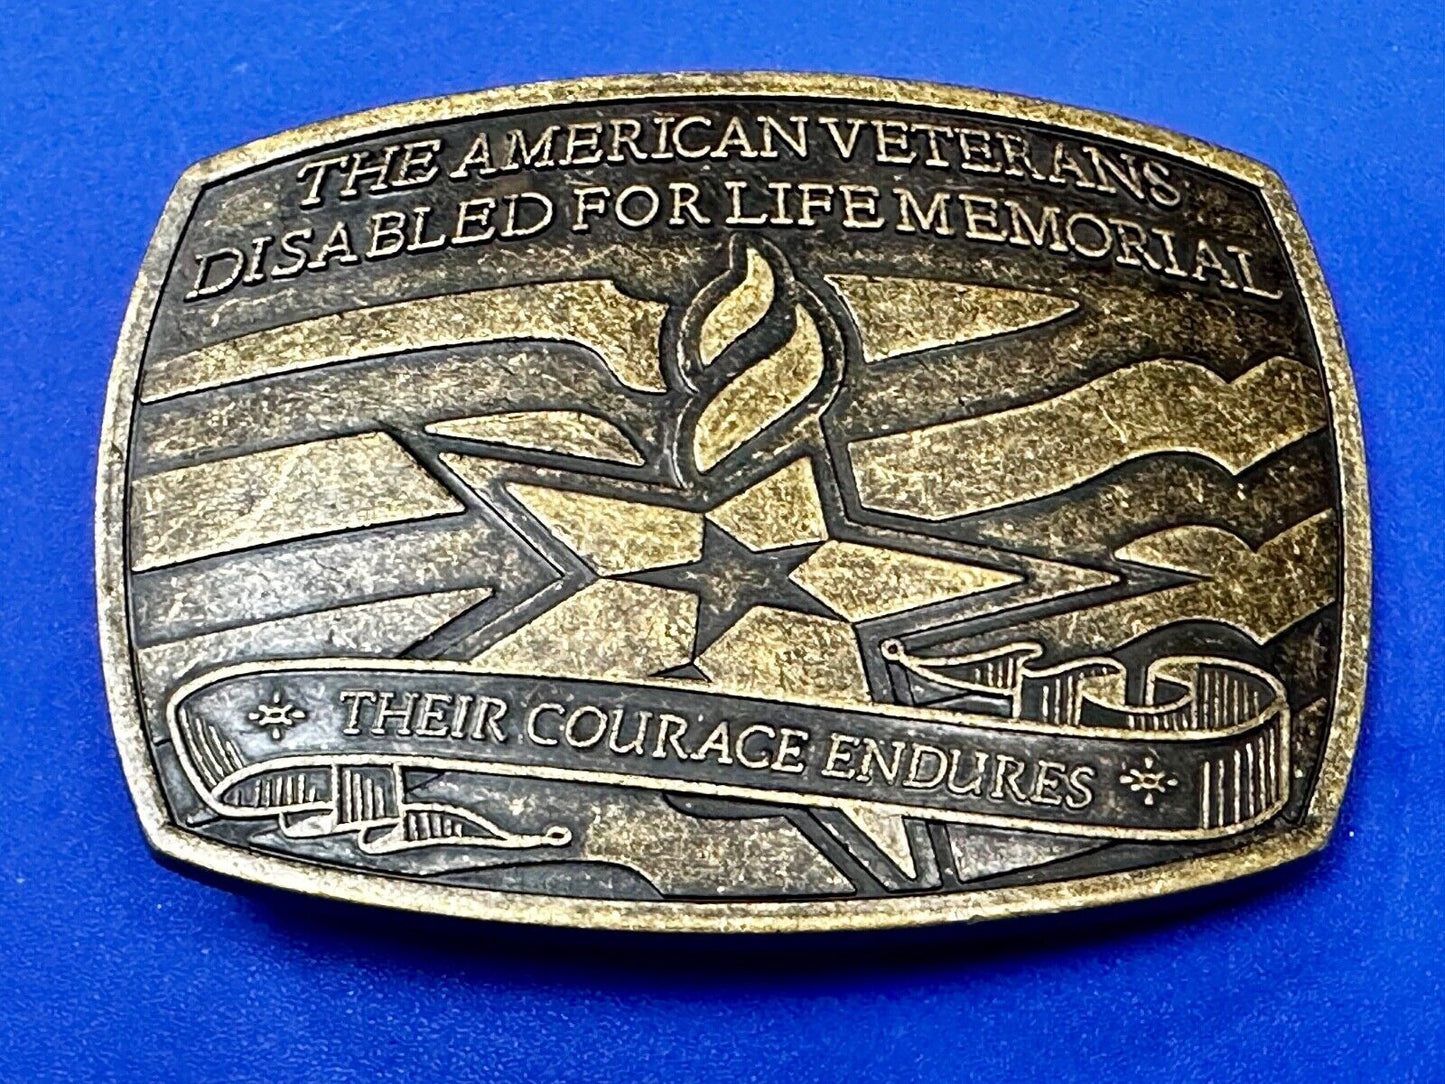 THE AMERICAN VETERANS
DISABLED FOR LIFE MEMORIAL
THEIR COURAGE ENDURES